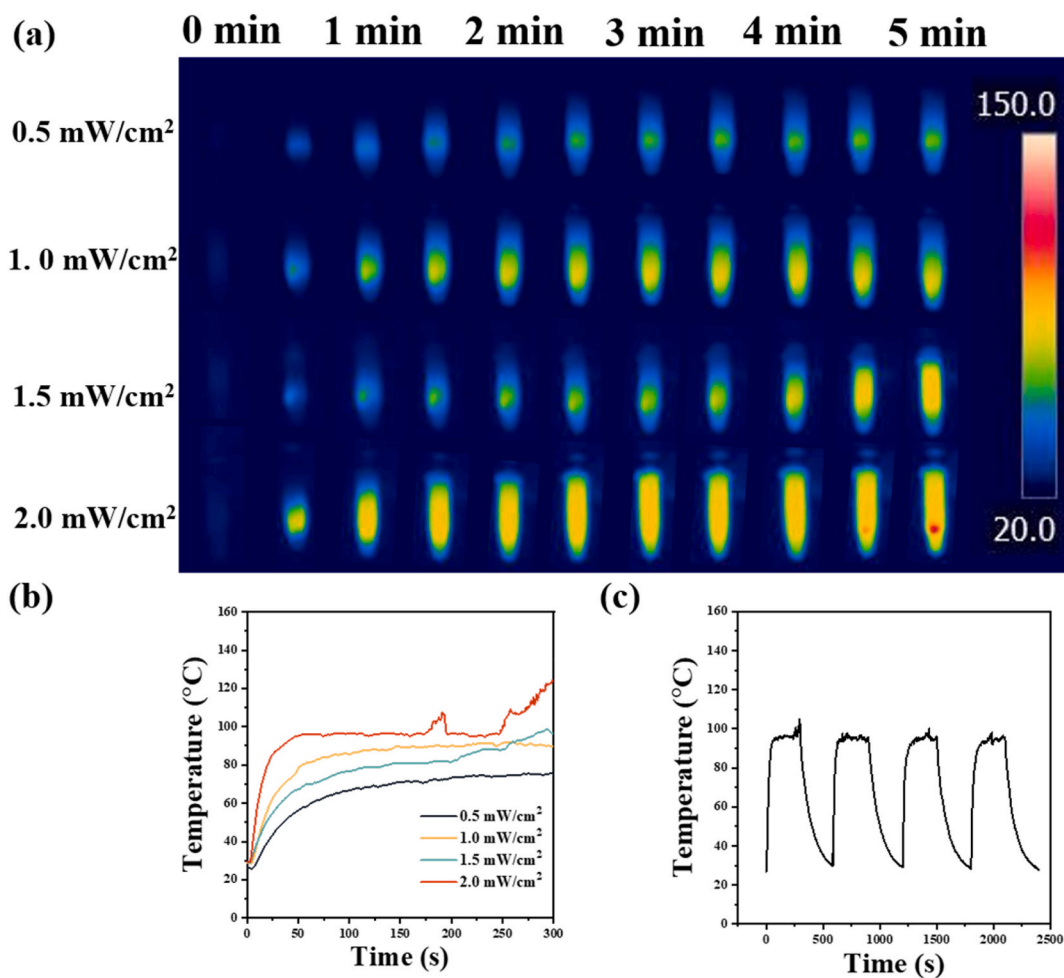 (a) 0 min 1 min 2 min 3 min 4 min 5 min
150.0
0.5 mW/cm²
1. 0 mW/cm²
1.5 mW/cm²
2.0 mW/cm²
20.0
(b)
160
140
120
100
80
60
40
20
0
Temperature (°C)
0.5 mW/cm²
1.0 mW/cm²
1.5 mW/cm²
2.0 mW/cm²
0 50 100 150 200 250 300
Time (s)
(c)
160
140
120
100
80
60
40
20
0
Temperature (°C)
0 500 1000 1500 2000 2500
Time (s)